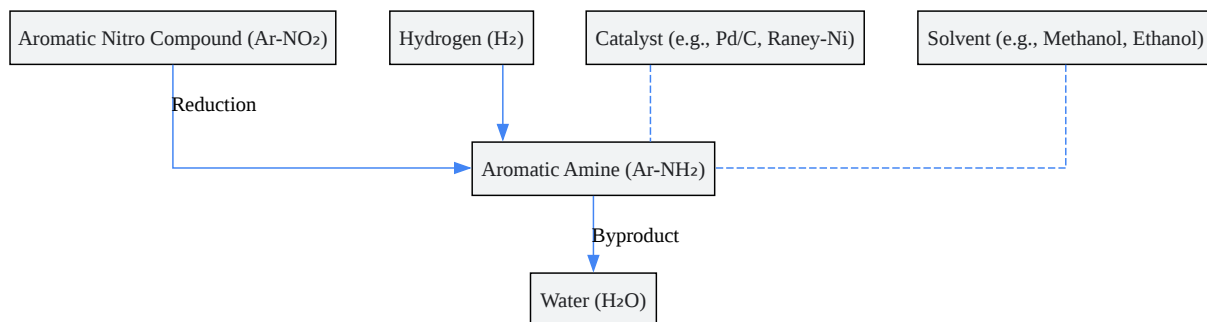 Aromatic Nitro Compound (Ar-NO₂)
Hydrogen (H₂)
Catalyst (e.g., Pd/C, Raney-Ni)
Solvent (e.g., Methanol, Ethanol)
Reduction
Aromatic Amine (Ar-NH₂)
Byproduct
Water (H₂O)